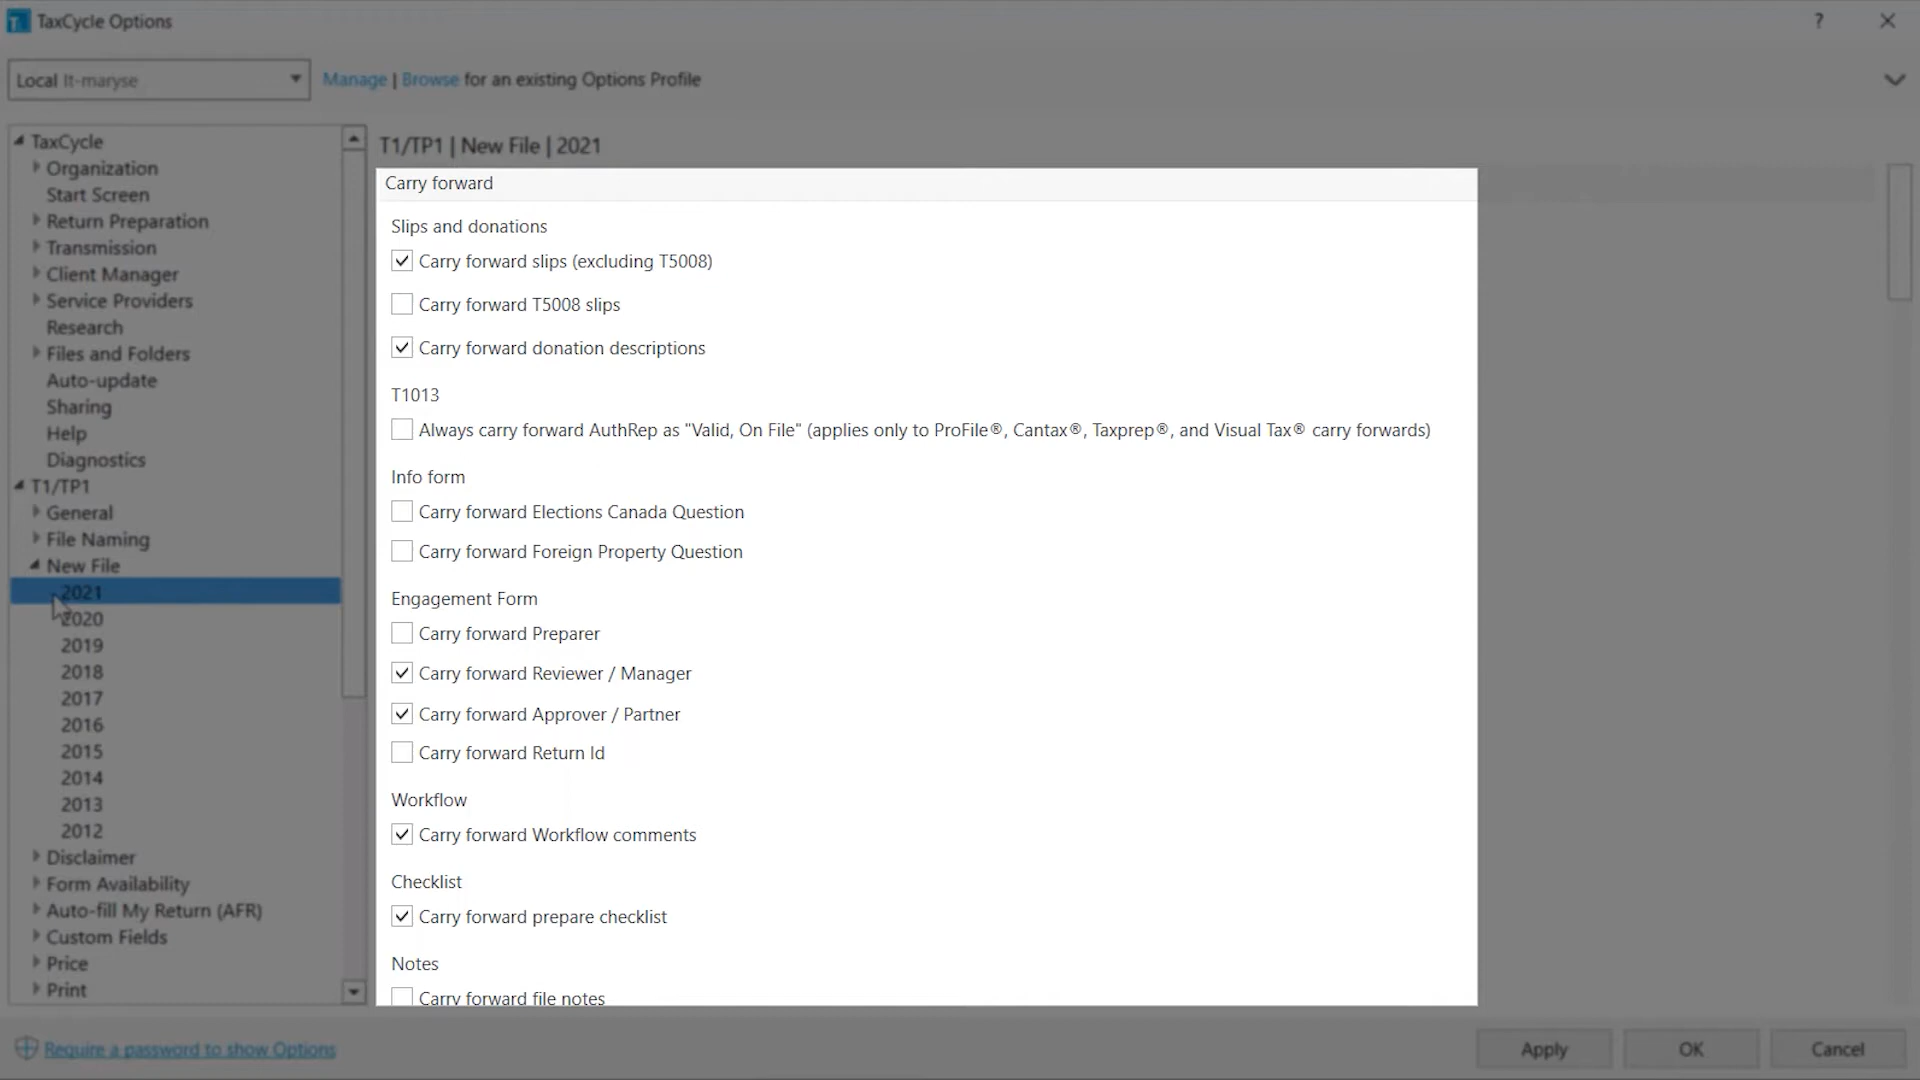 TaxCycle Options
?
Local lt-maryse
Manage | Browse for an existing Options Profile
TaxCycle
Organization
Start Screen
Return Preparation
Transmission
Client Manager
Service Providers
Research
Files and Folders
Auto-update
Sharing
Help
Diagnostics
T1/TP1
General
File Naming
New File
2021
2020
2019
2018
2017
2016
2015
2014
2013
2012
Disclaimer
Form Availability
Auto-fill My Return (AFR)
Custom Fields
Price
Print
T1/TP1 | New File | 2021
Carry forward
Slips and donations
Carry forward slips (excluding T5008)
Carry forward T5008 slips
Carry forward donation descriptions
T1013
Always carry forward AuthRep as "Valid, On File" (applies only to ProFile®, Cantax®, Taxprep®, and Visual Tax® carry forwards)
Info form
Carry forward Elections Canada Question
Carry forward Foreign Property Question
Engagement Form
Carry forward Preparer
Carry forward Reviewer / Manager
Carry forward Approver / Partner
Carry forward Return Id
Workflow
Carry forward Workflow comments
Checklist
Carry forward prepare checklist
Notes
Carry forward file notes
Require a password to show Options
Apply
OK
Cancel